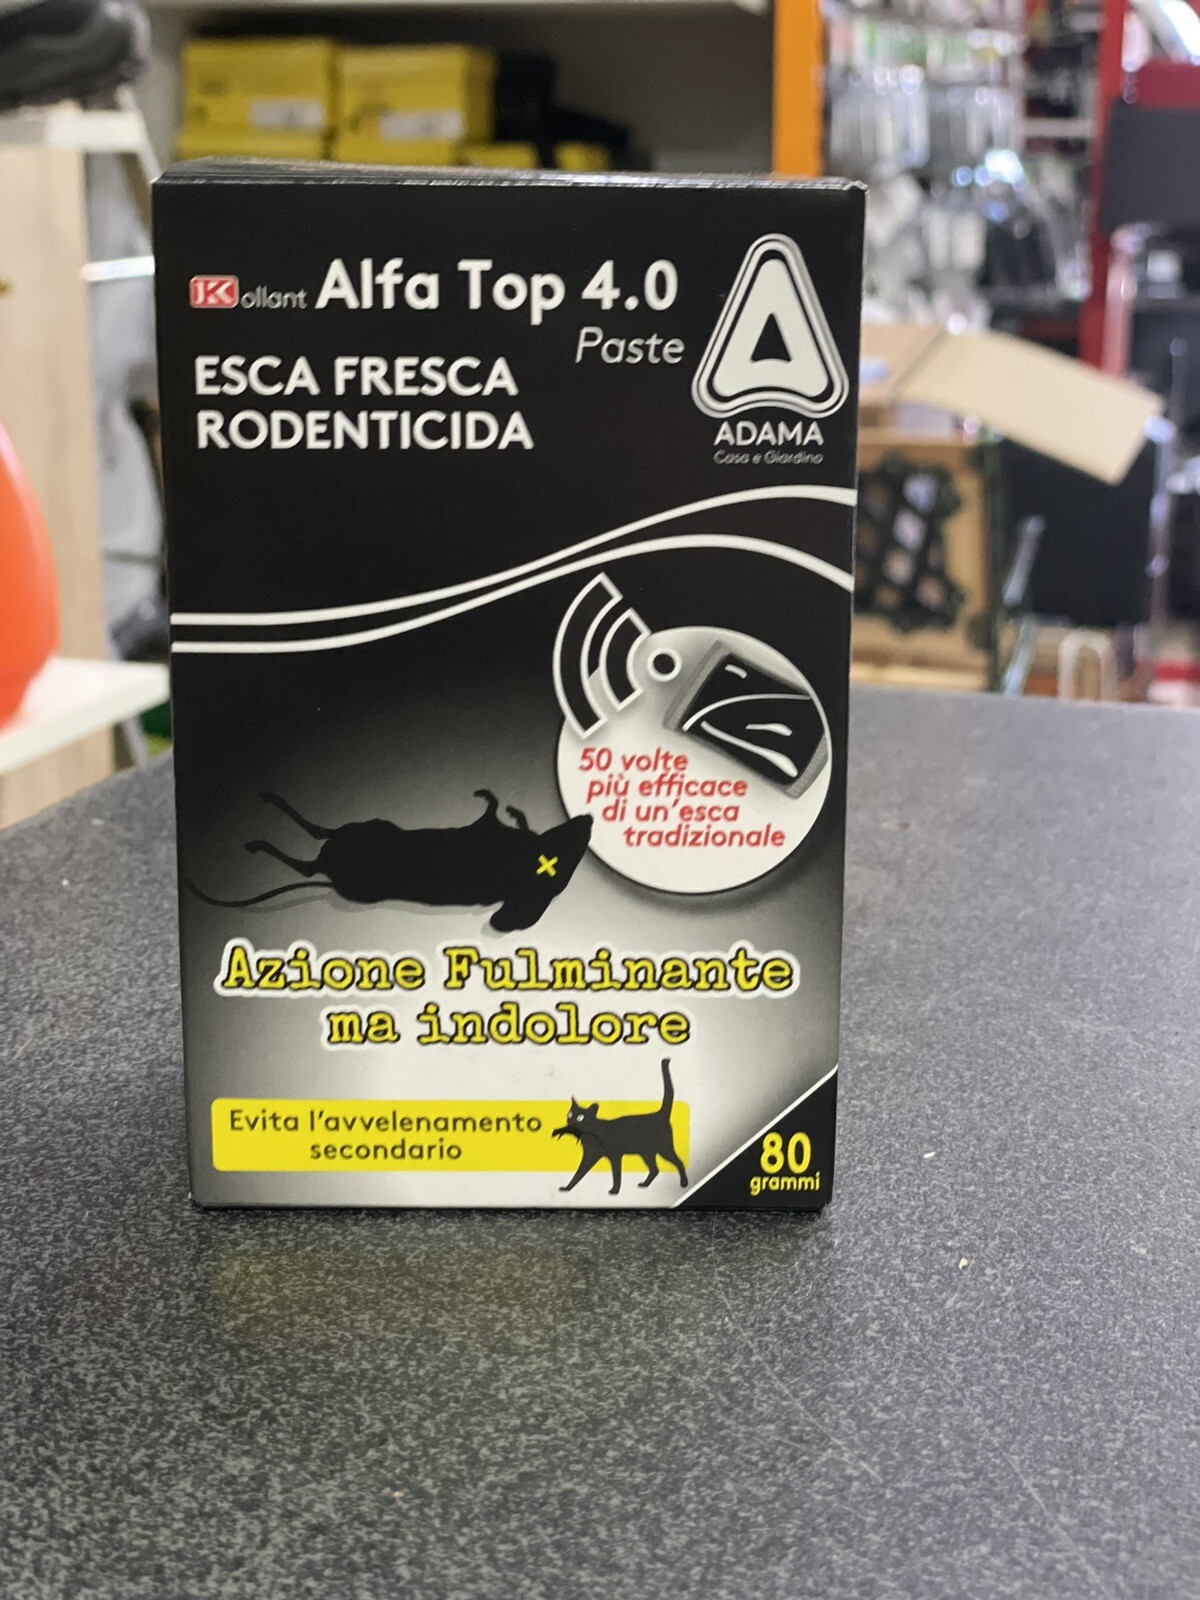 Kollant Alfa Top 4.0
Paste
ESCA FRESCA
RODENTICIDA
ADAMA
Casa e Giardino
50 volte
più efficace
di un'esca
tradizionale
Azione Fulminante
ma indolore
Evita l'avvelenamento
secondario
80
grammi